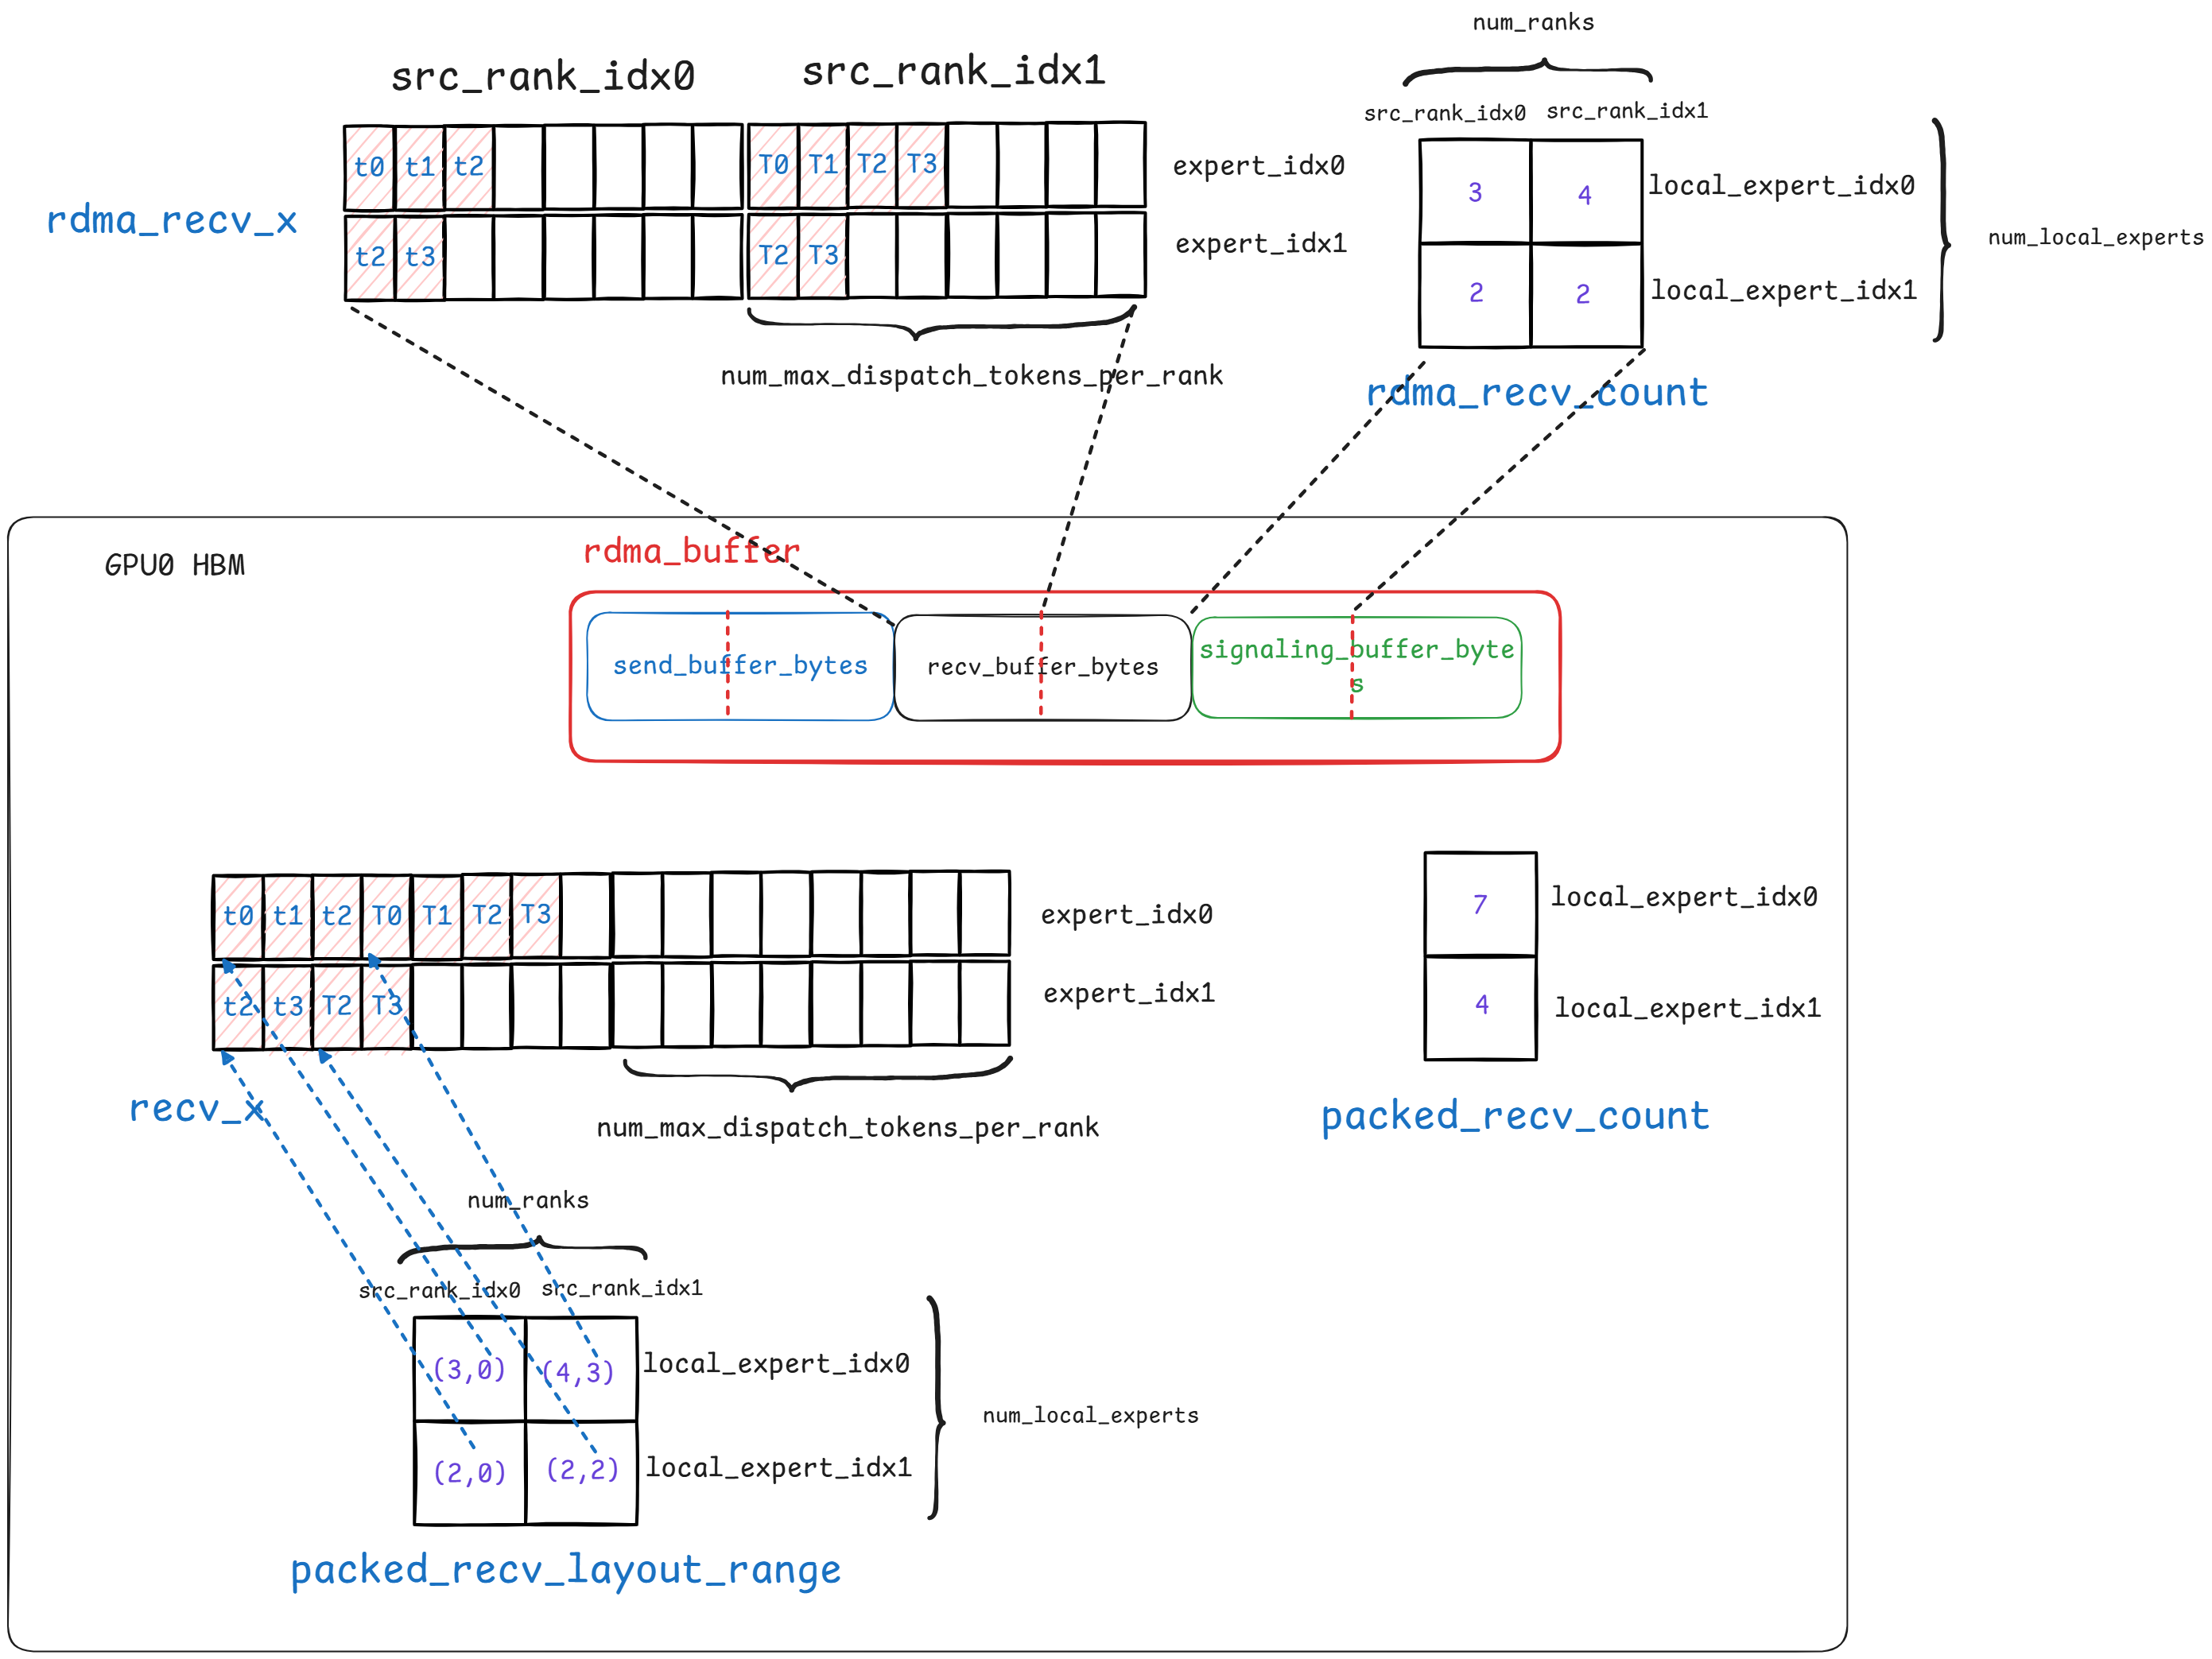 num_ranks
src_rank_idx0 src_rank_idx1
src_rank_idx0 src_rank_idx1
t0 t1 t2 T0 T1 T2 T3 expert_idx0
3 4 local_expert_idx0
rdma_recv_x
t2 t3 T2 T3 expert_idx1
num_local_experts
2 2 local_expert_idx1
num_max_dispatch_tokens_per_rank
rdma_recv_count
GPU0 HBM
rdma_buffer
send_buffer_bytes
recv_buffer_bytes
signaling_buffer_byte
s
t0 t1 t2 T0 T1 T2 T3 expert_idx0
7 local_expert_idx0
t2 t3 T2 T3 expert_idx1
4 local_expert_idx1
recv_x
num_max_dispatch_tokens_per_rank
packed_recv_count
num_ranks
src_rank_idx0 src_rank_idx1
(3,0) (4,3) local_expert_idx0
num_local_experts
(2,0) (2,2) local_expert_idx1
packed_recv_layout_range